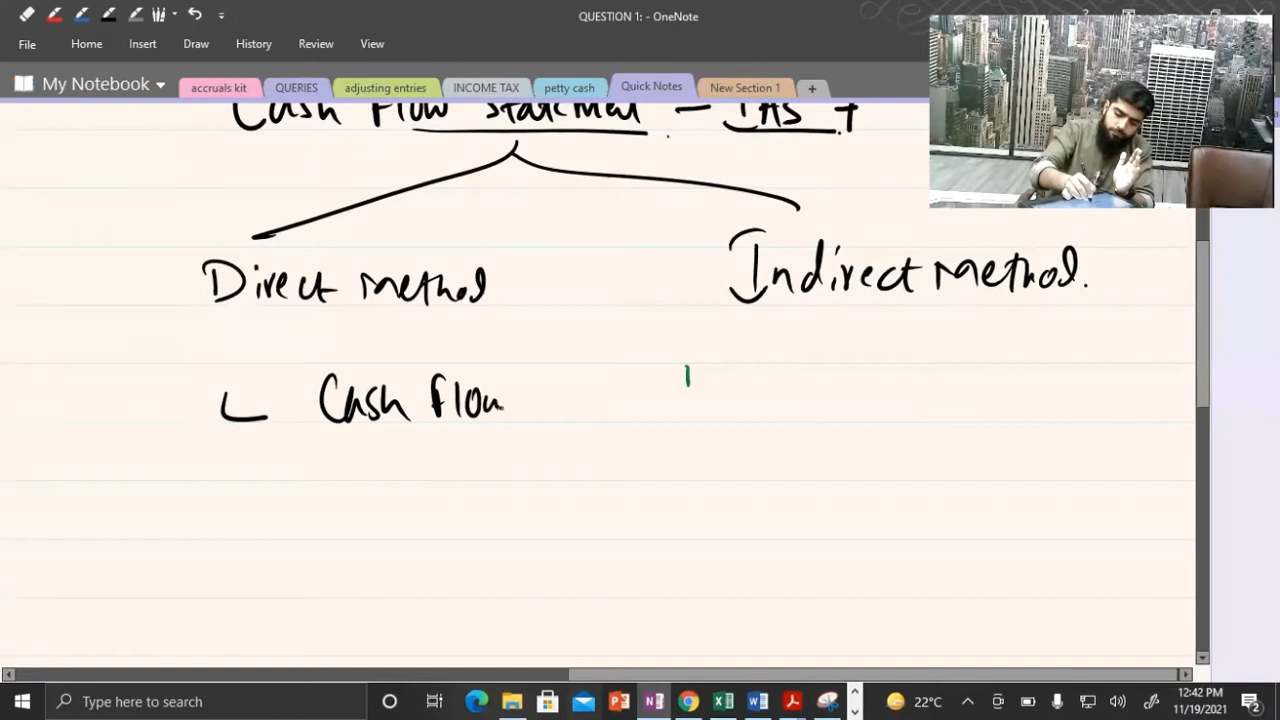 QUESTION 1: - OneNote
File Home Insert Draw History Review View
My Notebook accruals kit QUERIES adjusting entries INCOME TAX petty cash Quick Notes New Section 1 +
Cash Flow statement - IAS 7
Direct Method
Indirect Method.
Cash Flow
Type here to search
22°C
12:42 PM
11/19/2021
2